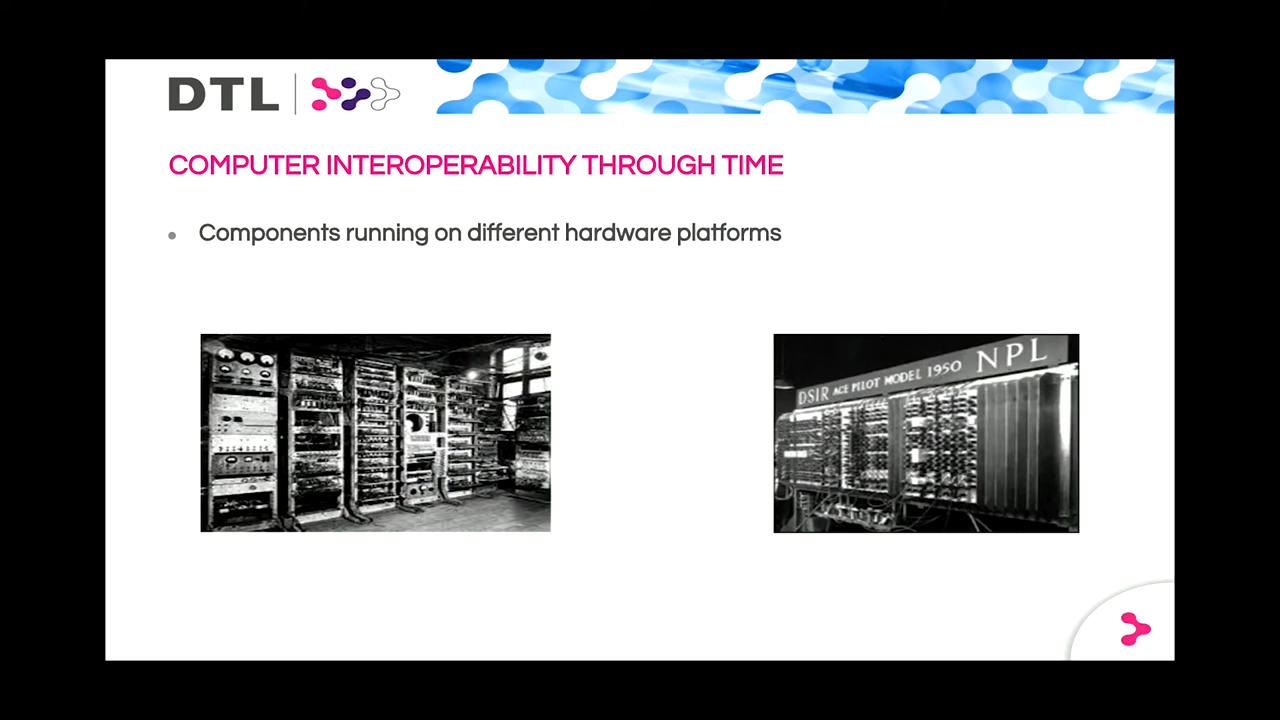 DTL
COMPUTER INTEROPERABILITY THROUGH TIME
• Components running on different hardware platforms
DSIR ACE PILOT MODEL 1950 NPL